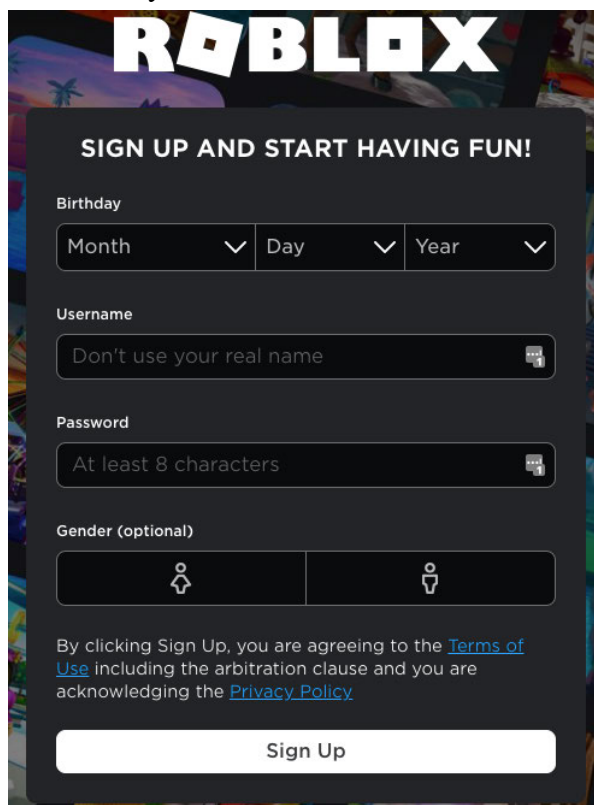 ROBLOX
SIGN UP AND START HAVING FUN!
Birthday
Month Day Year
Username
Don't use your real name
1
Password
At least 8 characters
1
Gender (optional)
By clicking Sign Up, you are agreeing to the Terms of
Use including the arbitration clause and you are
acknowledging the Privacy Policy
Sign Up